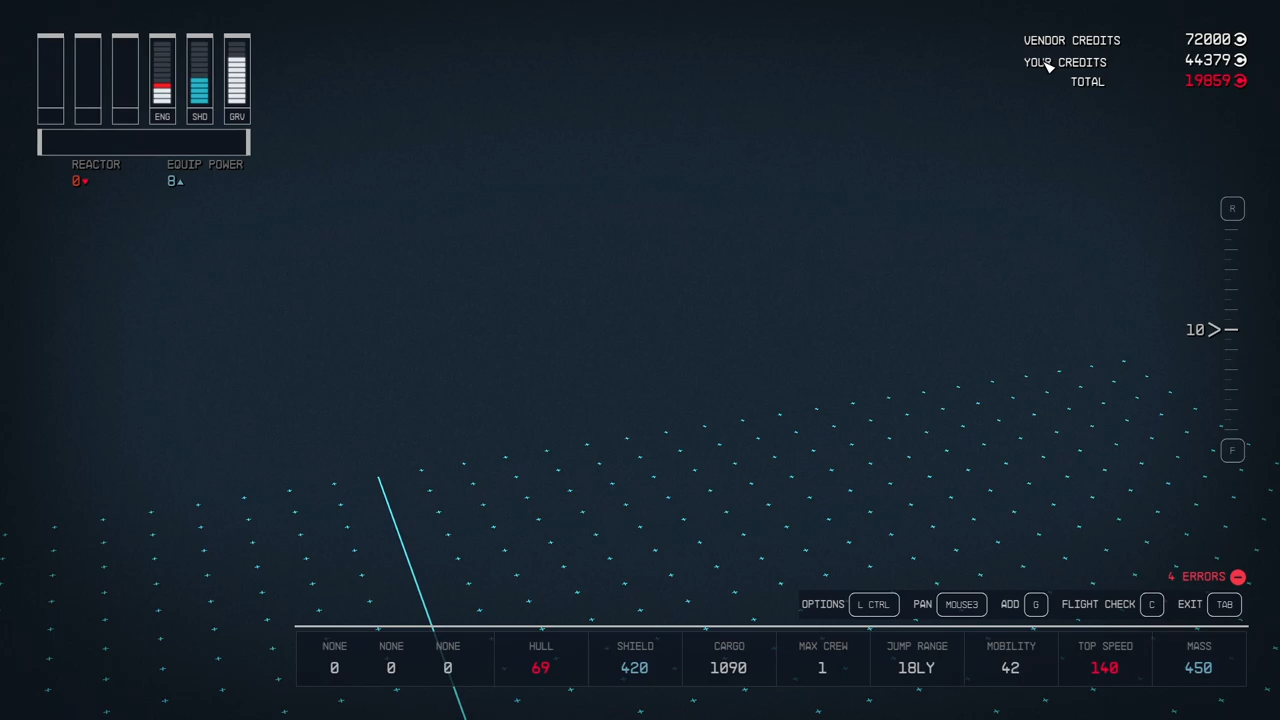 VENDOR CREDITS 72000
YOUR CREDITS 44379
TOTAL 19859
ENG SHD GRV
REACTOR EQUIP POWER
0 8
R
10
F
4 ERRORS
OPTIONS L CTRL PAN MOUSE3 ADD G FLIGHT CHECK C EXIT TAB
NONE NONE NONE HULL SHIELD CARGO MAX CREW JUMP RANGE MOBILITY TOP SPEED MASS
0 0 0 69 420 1090 1 18LY 42 140 450